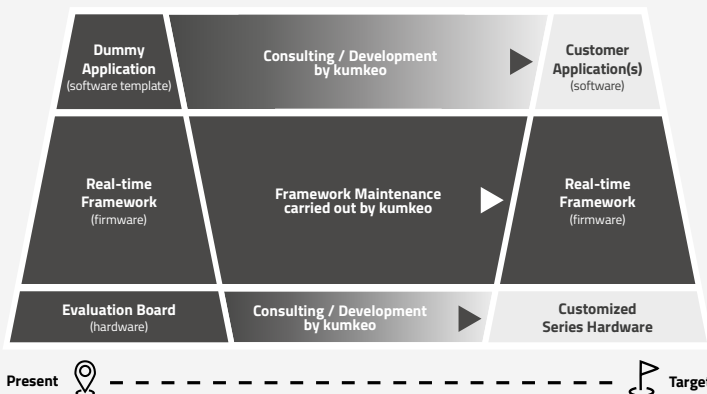 Dummy
Application
(software template)
Consulting / Development
by kumkeo
Customer
Application(s)
(software)
Real-time
Framework
(firmware)
Framework Maintenance
carried out by kumkeo
Real-time
Framework
(firmware)
Evaluation Board
(hardware)
Consulting / Development
by kumkeo
Customized
Series Hardware
Present
Target